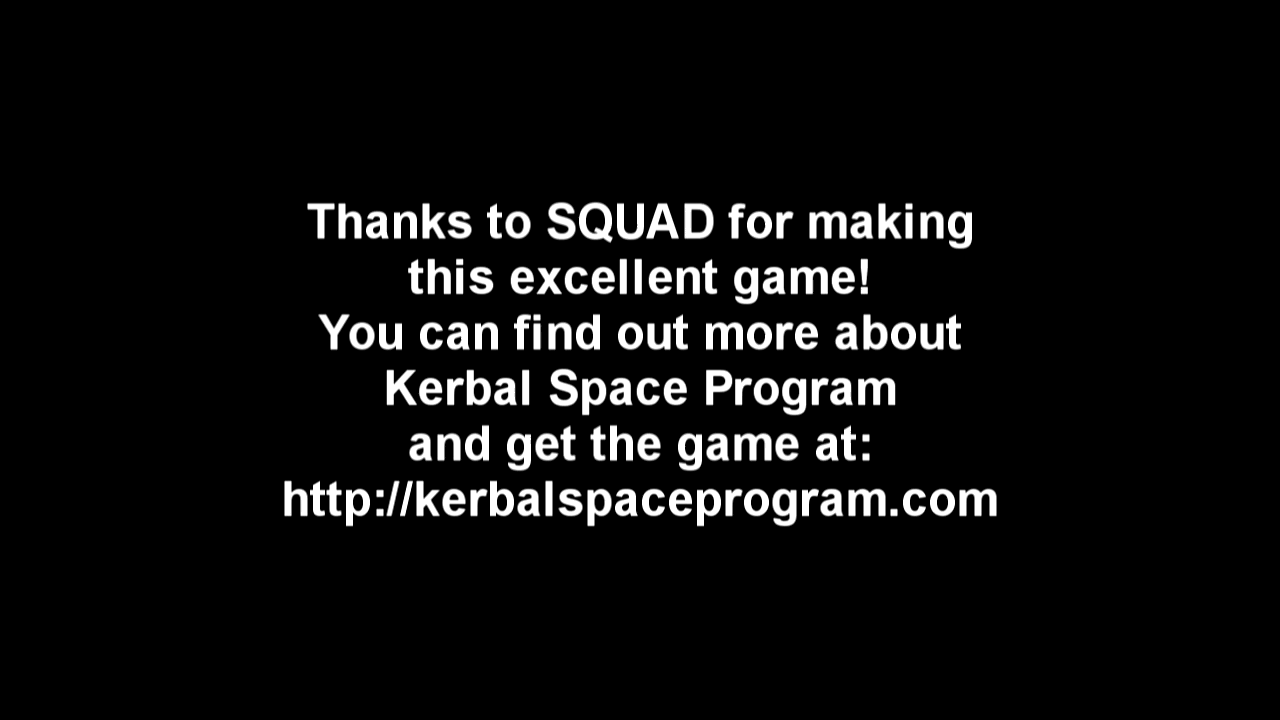 Thanks to SQUAD for making
this excellent game!
You can find out more about
Kerbal Space Program
and get the game at:
http://kerbalspaceprogram.com